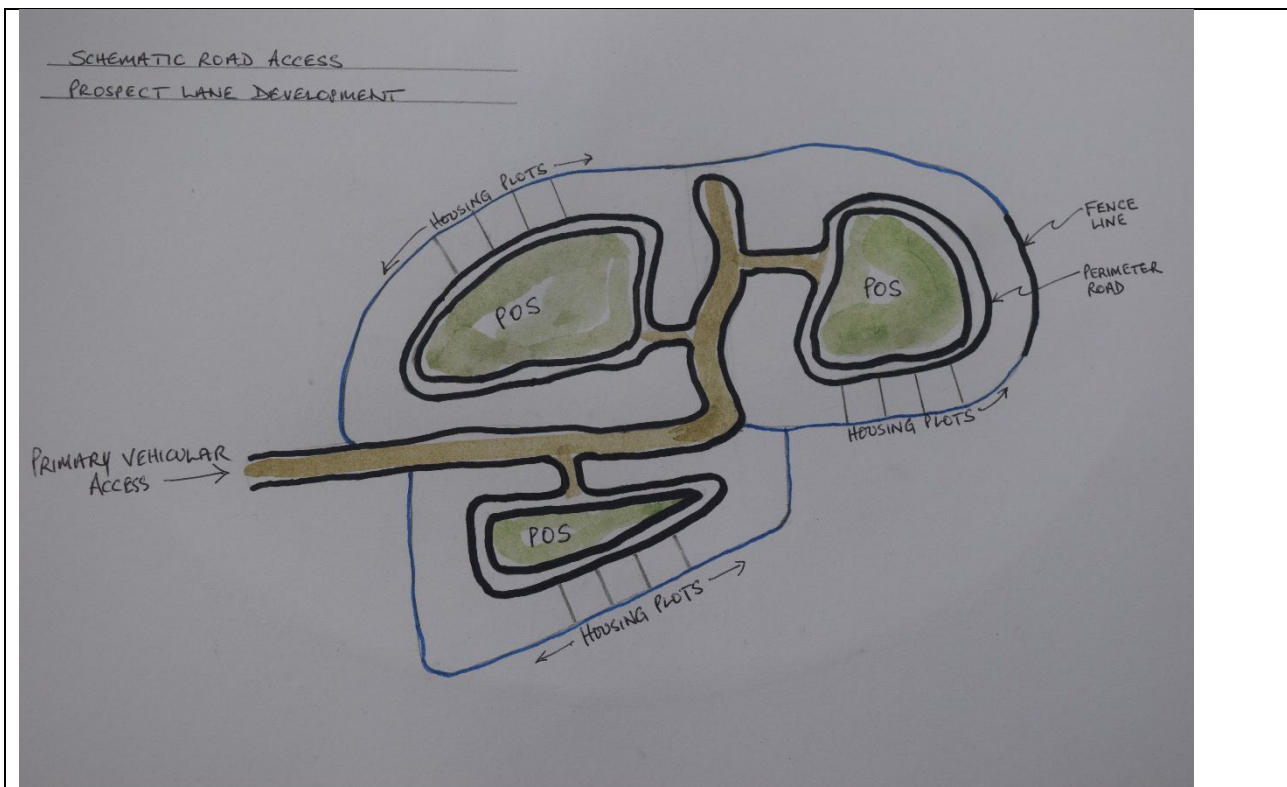 SCHEMATIC ROAD ACCESS
PROSPECT LANE DEVELOPMENT
HOUSING PLOTS
FENCE
LINE
PERIMETER
ROAD
POS
POS
HOUSING PLOTS
PRIMARY VEHICULAR
ACCESS
POS
HOUSING PLOTS